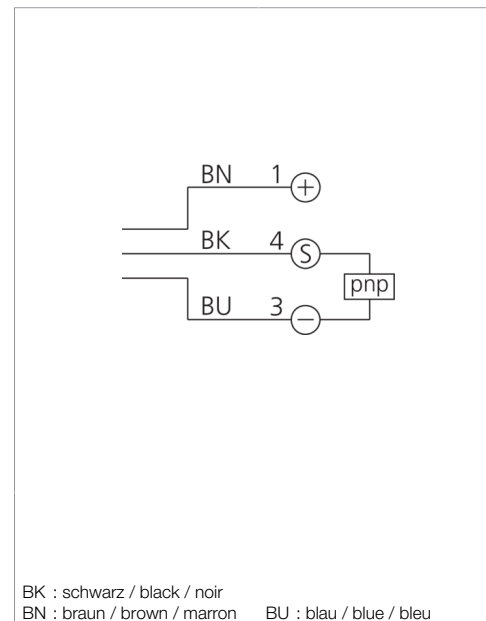 BN 1 +
BK 4 S
pnp
BU 3 −
BK : schwarz / black / noir
BN : braun / brown / marron BU : blau / blue / bleu